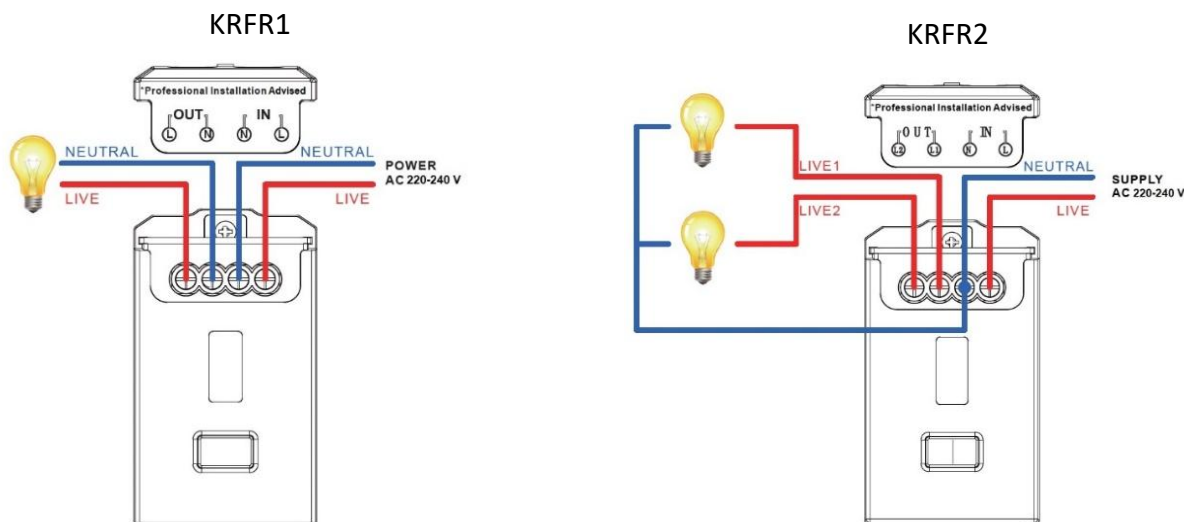 KRFR1
*Professional Installation Advised
OUT IN
L N N L
NEUTRAL NEUTRAL
POWER
AC 220-240 V
LIVE LIVE
KRFR2
*Professional Installation Advised
OUT IN
L2 L1 N L
LIVE1
NEUTRAL
SUPPLY
AC 220-240 V
LIVE2
LIVE